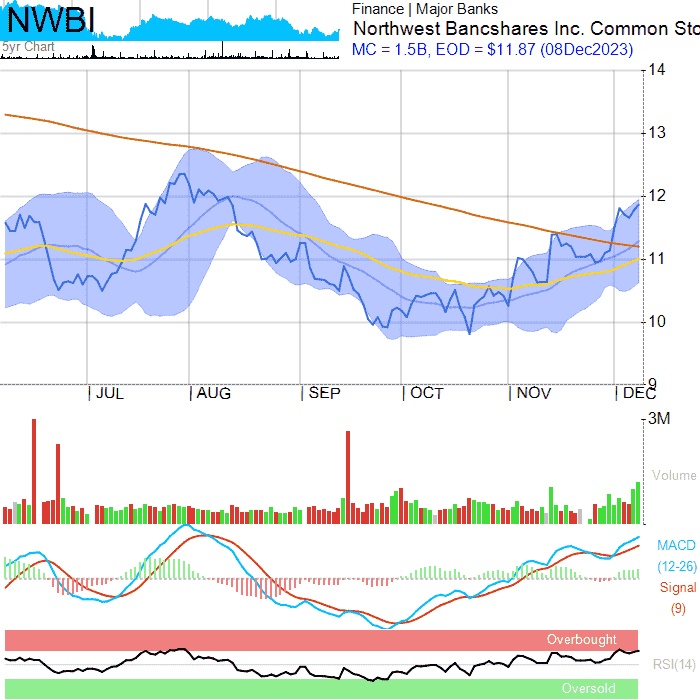 NWBI
5yr Chart
Finance | Major Banks
Northwest Bancshares Inc. Common Sto
MC = 1.5B, EOD = $11.87 (08Dec2023)
14
13
12
11
10
9
JUL AUG SEP OCT NOV DEC
3M
Volume
MACD
(12-26)
Signal
(9)
Overbought
RSI(14)
Oversold